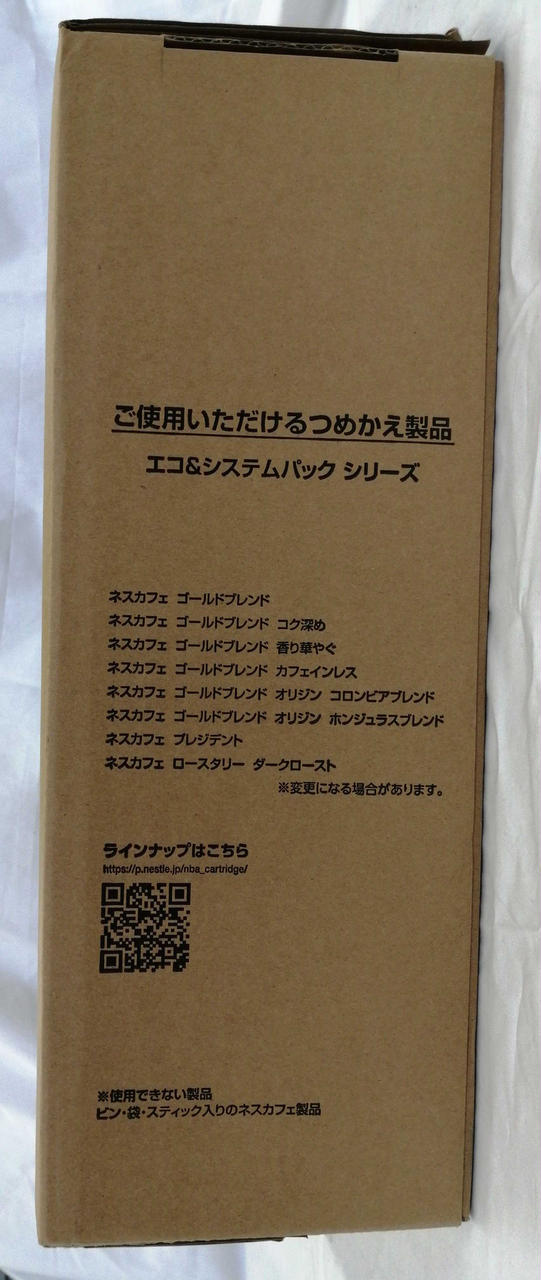 ご使用いただけるつめかえ製品
エコ&システムパック シリーズ
ネスカフェ ゴールドブレンド
ネスカフェ ゴールドブレンド コク深め
ネスカフェ ゴールドブレンド 香り華やぐ
ネスカフェ ゴールドブレンド カフェインレス
ネスカフェ ゴールドブレンド オリジン コロンビアブレンド
ネスカフェ ゴールドブレンド オリジン ホンジュラスブレンド
ネスカフェ プレジデント
ネスカフェ ロースタリー ダークロースト
※変更になる場合があります。
ラインナップはこちら
https://p.nestle.jp/nba_cartridge/
※使用できない製品
ビン・袋・スティック入りのネスカフェ製品